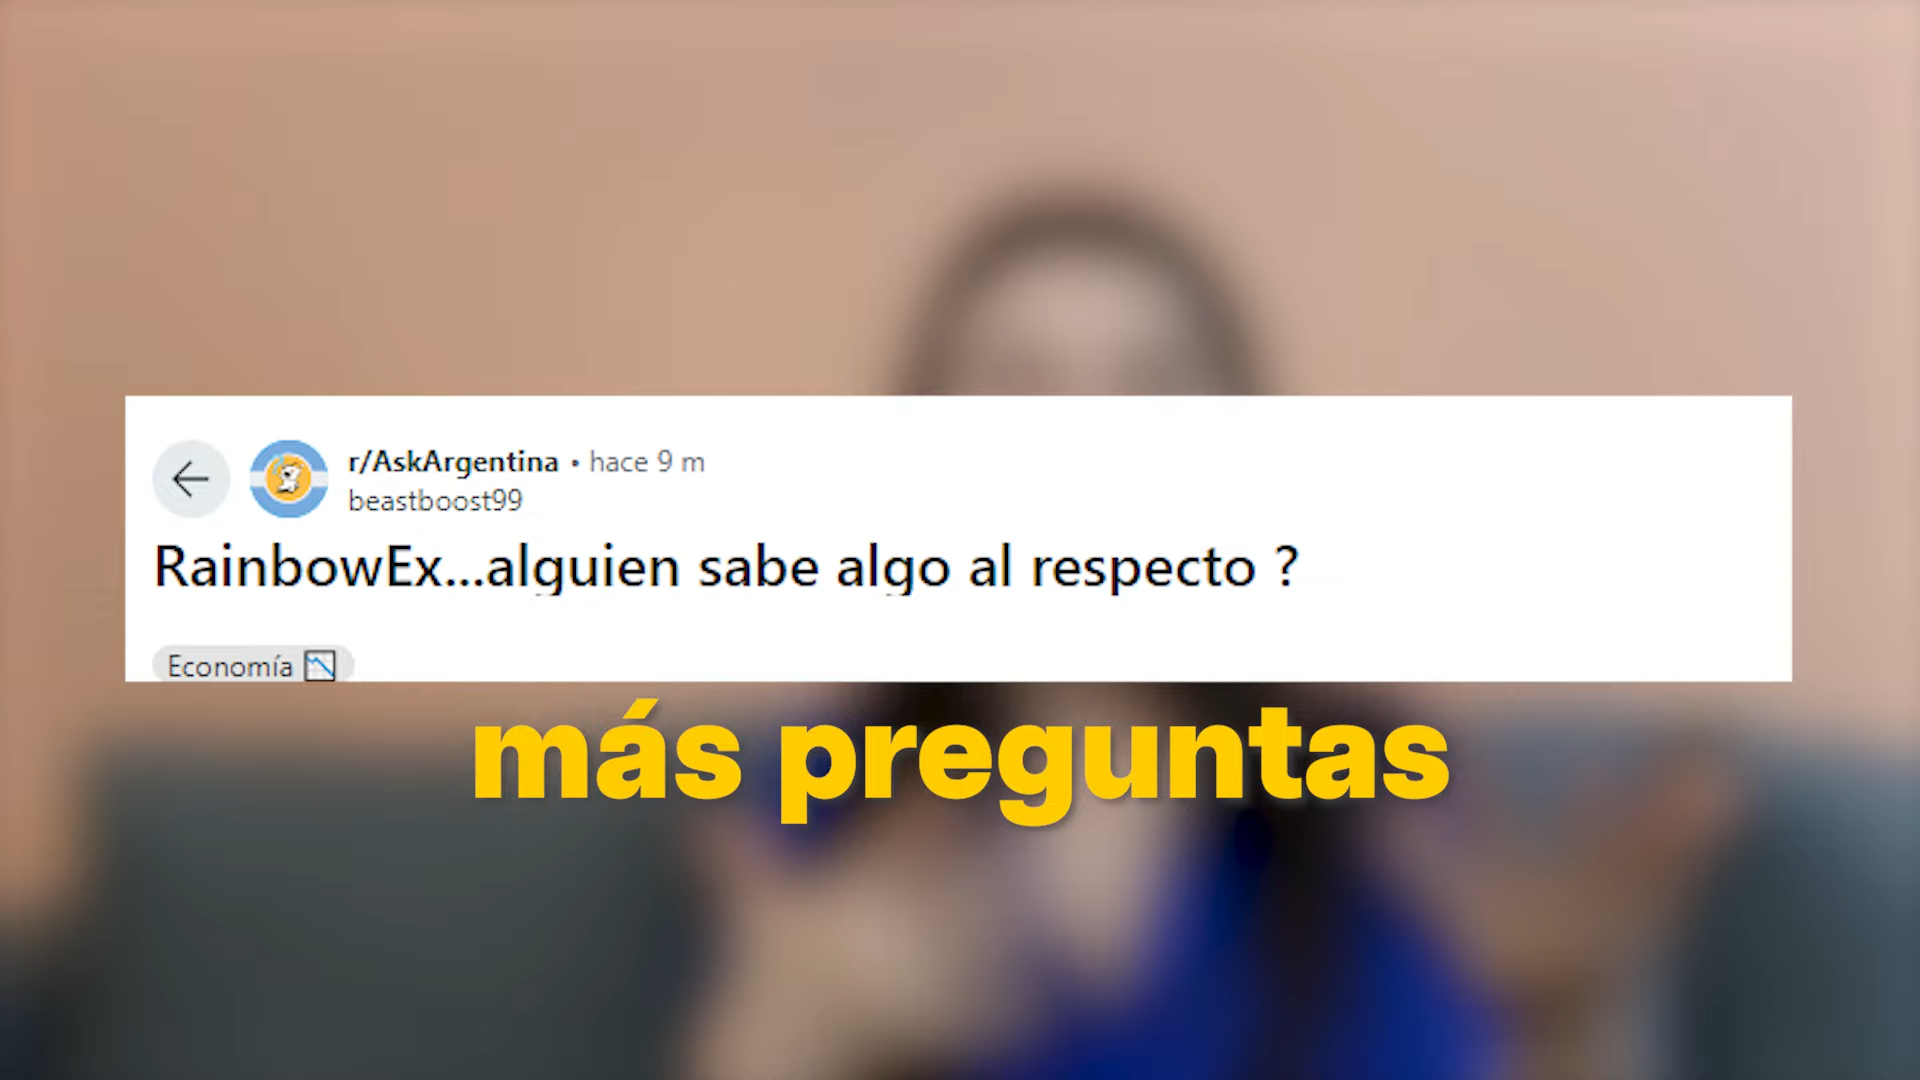 r/AskArgentina • hace 9 m
beastboost99
RainbowEx...alguien sabe algo al respecto ?
Economía
más preguntas